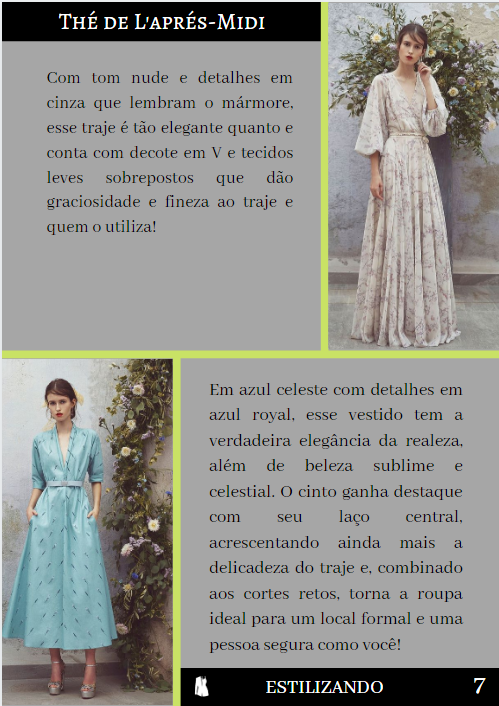 Thé de L'aprés-Midi
Com tom nude e detalhes em
cinza que lembram o mármore,
esse traje é tão elegante quanto e
conta com decote em V e tecidos
leves sobrepostos que dão
graciosidade e fineza ao traje e
quem o utiliza!
Em azul celeste com detalhes em
azul royal, esse vestido tem a
verdadeira elegância da realeza,
além de beleza sublime e
celestial. O cinto ganha destaque
com seu laço central,
acrescentando ainda mais a
delicadeza do traje e, combinado
aos cortes retos, torna a roupa
ideal para um local formal e uma
pessoa segura como você!
ESTILIZANDO 7